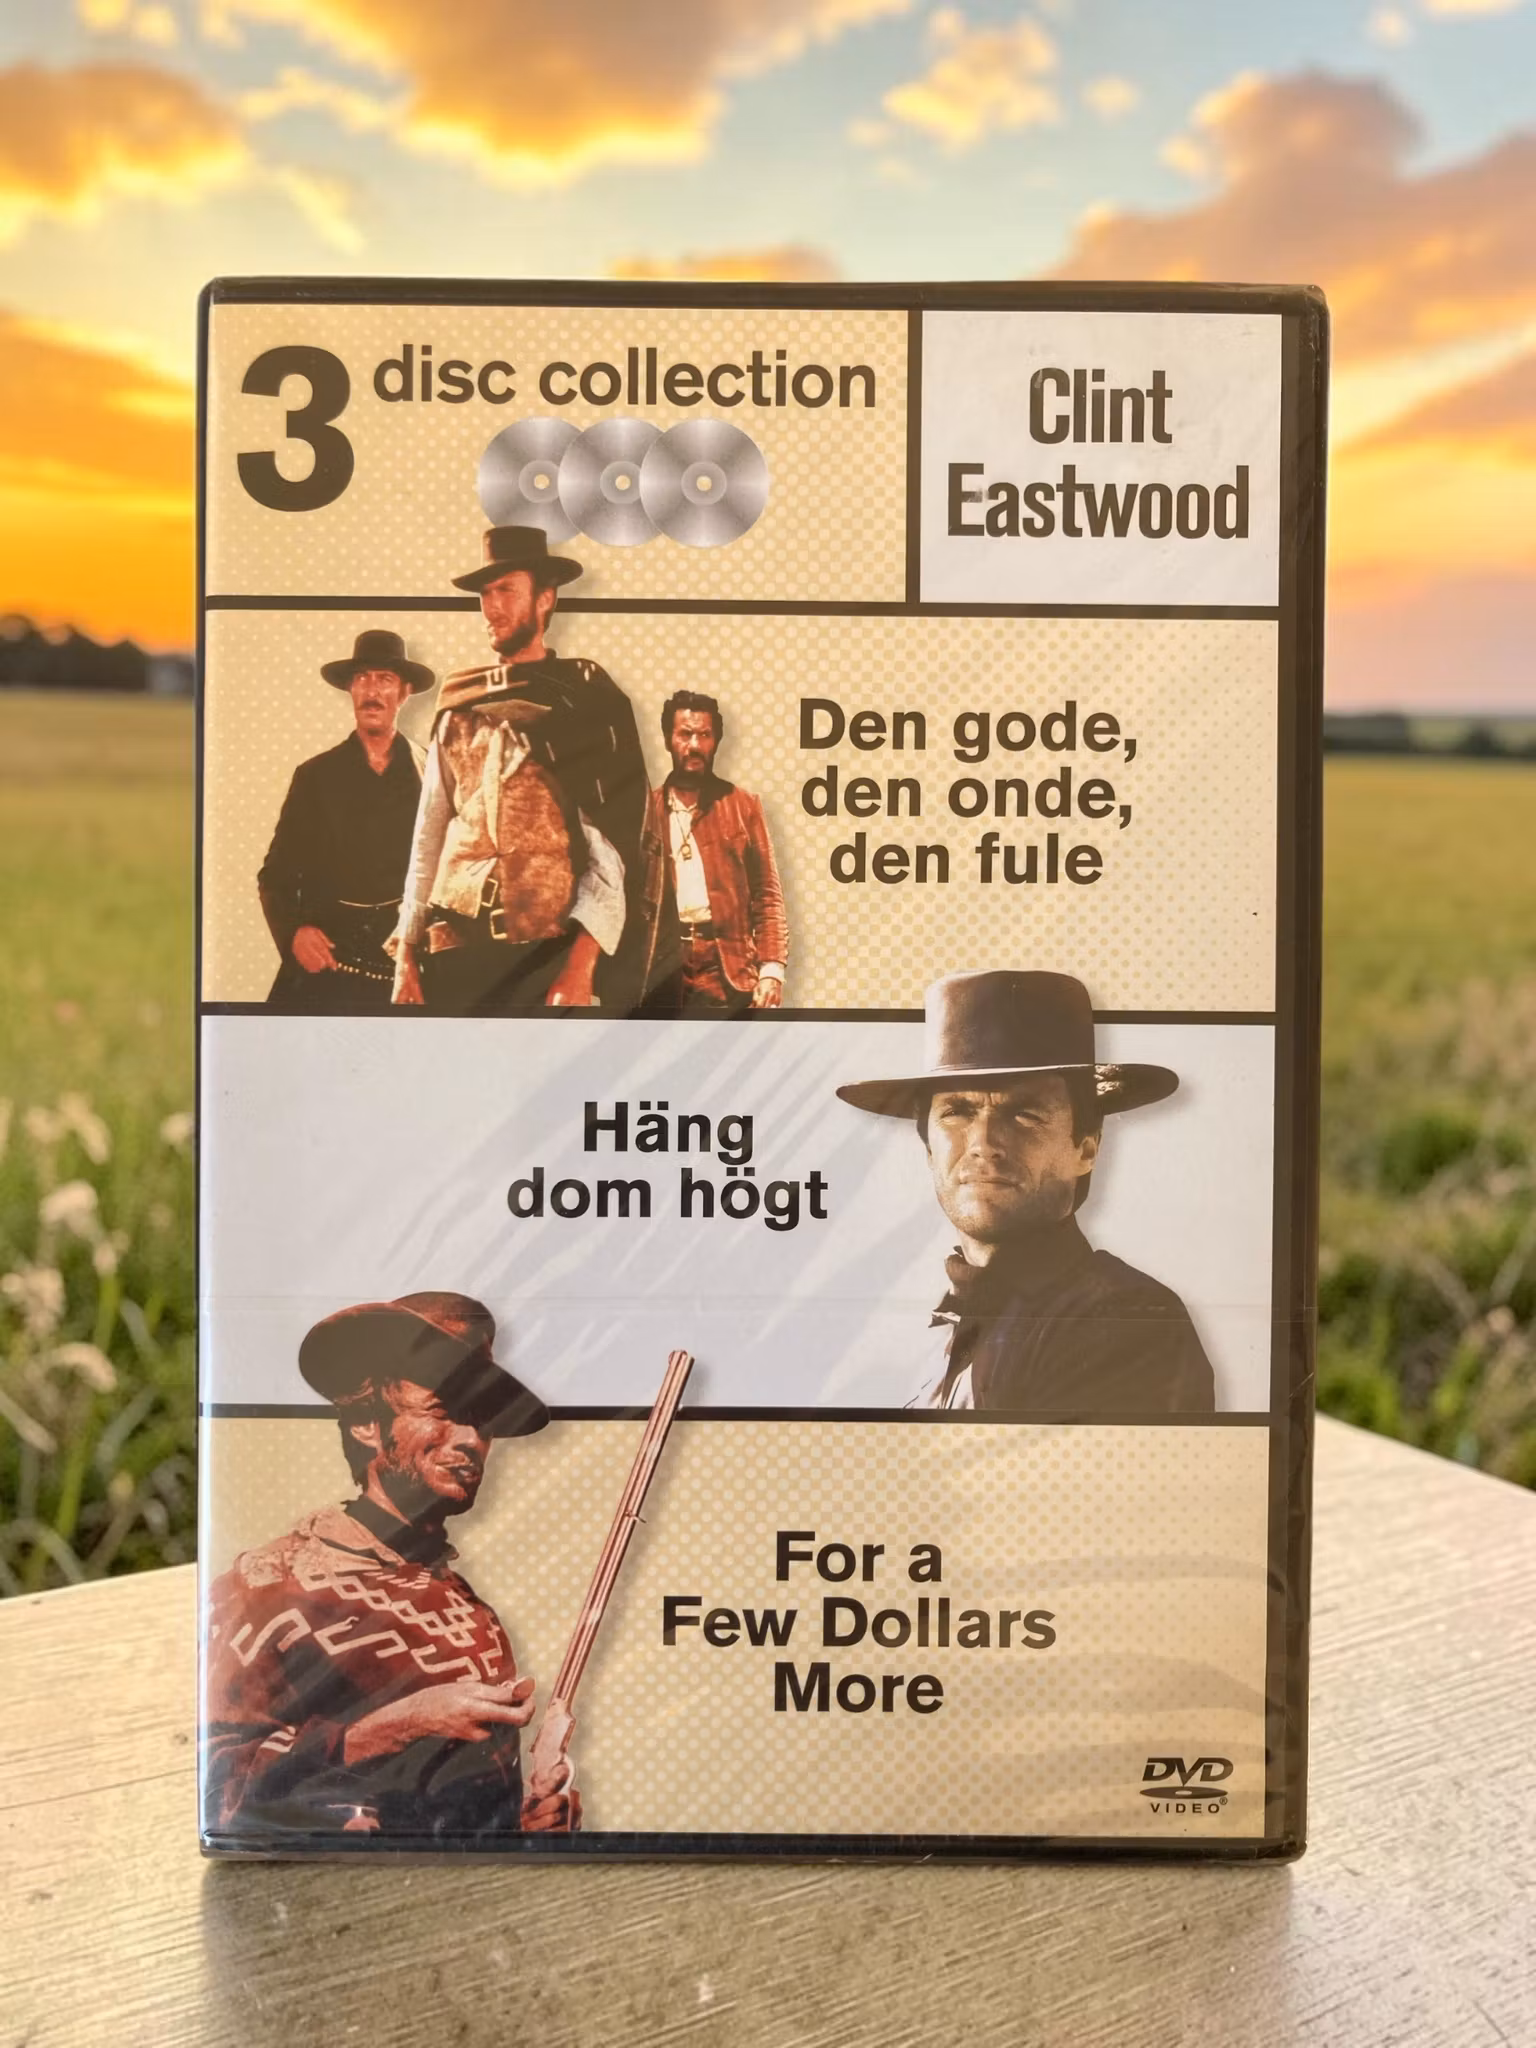 3 disc collection
Clint
Eastwood
Den gode,
den onde,
den fule
Häng
dom högt
For a
Few Dollars
More
DVD
VIDEO®